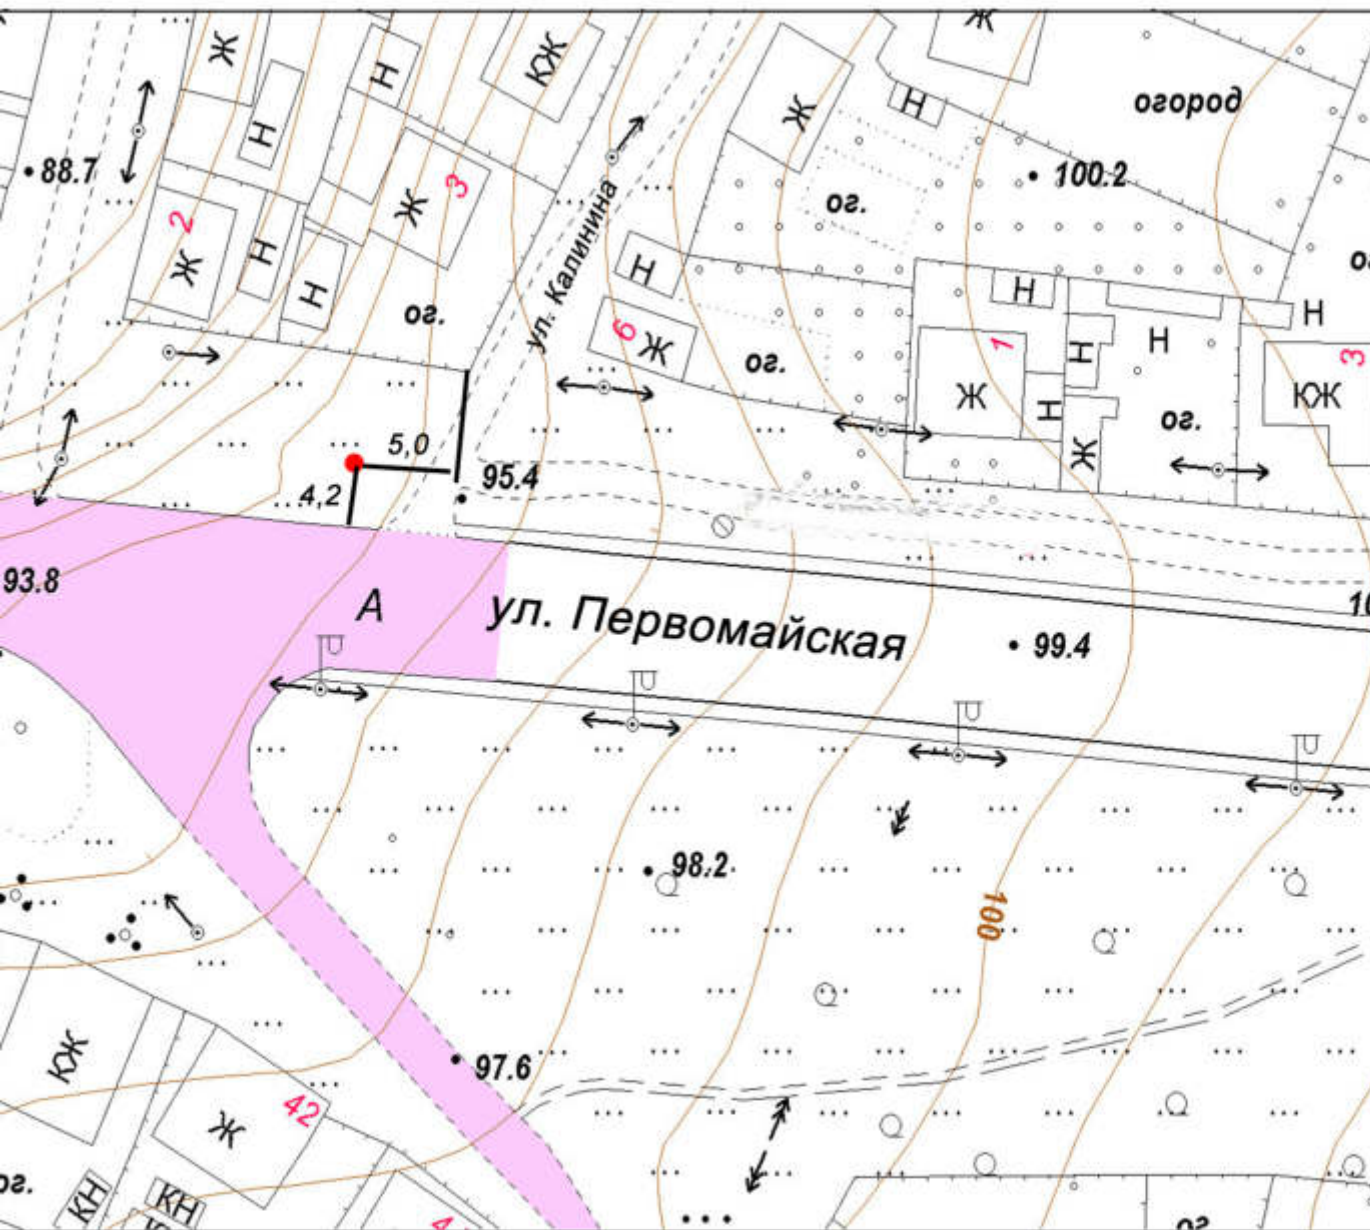 Ж
Ж
КЖ
Н
огород
Ж
Н
Н
88.7
100.2
3
Ж
ог.
2
Н
Ж
Н
Н
ул. Калинина
ог.
Н
Н
6
Ж
1
Н
Н
3
ог.
Ж
Н
КЖ
ог.
5,0
Ж
95.4
4,2
93.8
А
ул. Первомайская
99.4
98.2
100
97.6
КЖ
42
Ж
ог.
КН
КН